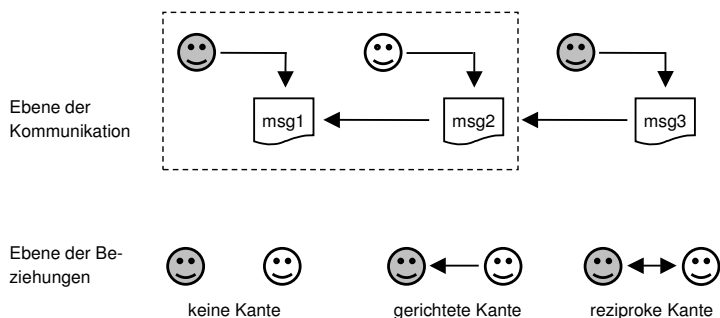 Ebene der
Kommunikation
msg1
msg2
msg3
Ebene der Be-
ziehungen
keine Kante
gerichtete Kante
reziproke Kante